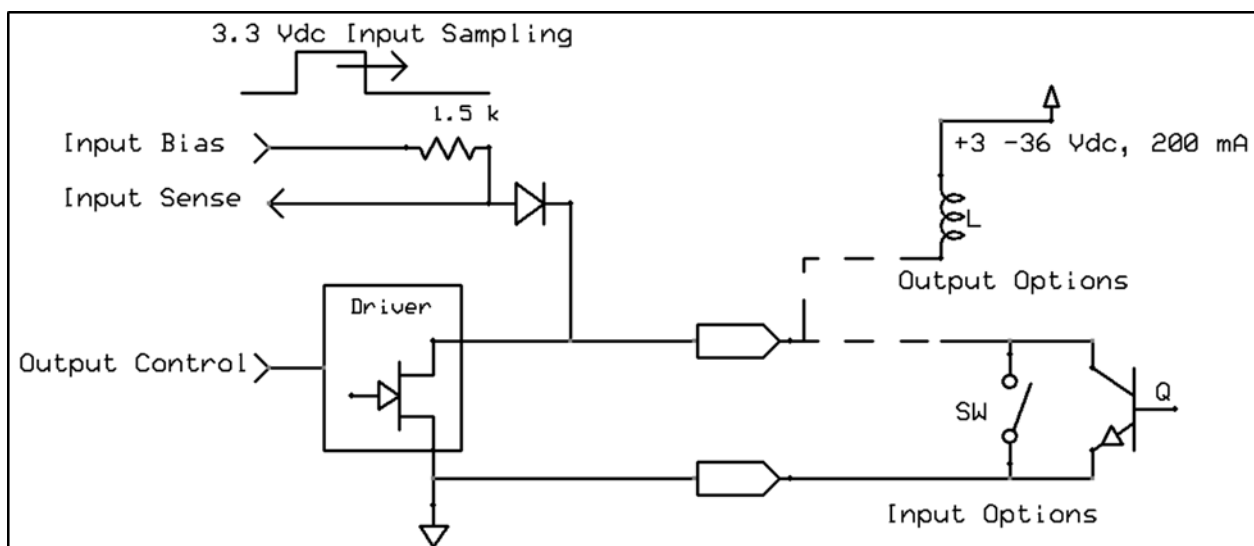 3.3 Vdc Input Sampling
1.5 k
Input Bias
+3 -36 Vdc, 200 mA
Input Sense
L
Output Options
Driver
Output Control
Q
SW
Input Options